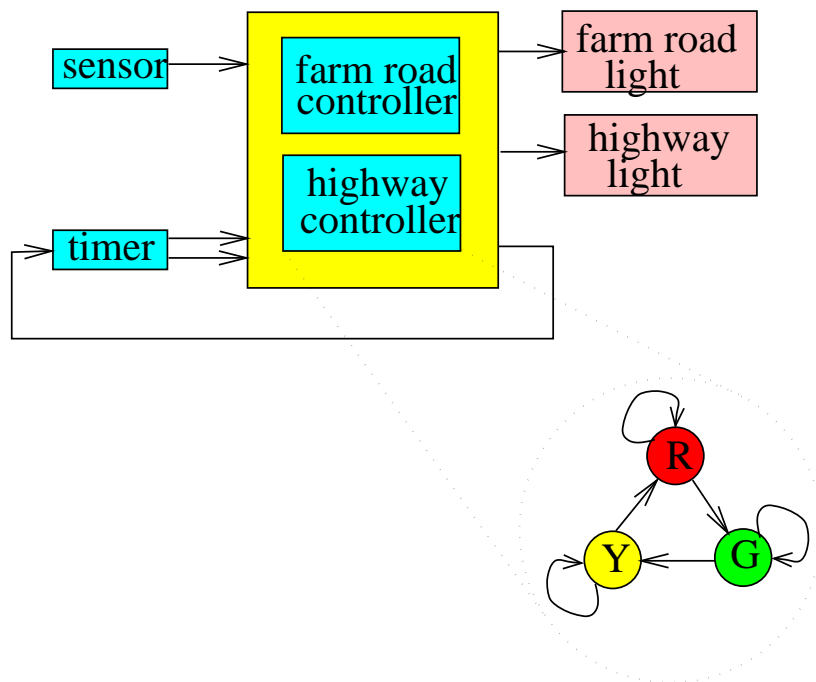 sensor
farm road
controller
highway
controller
timer
farm road
light
highway
light
R
Y
G